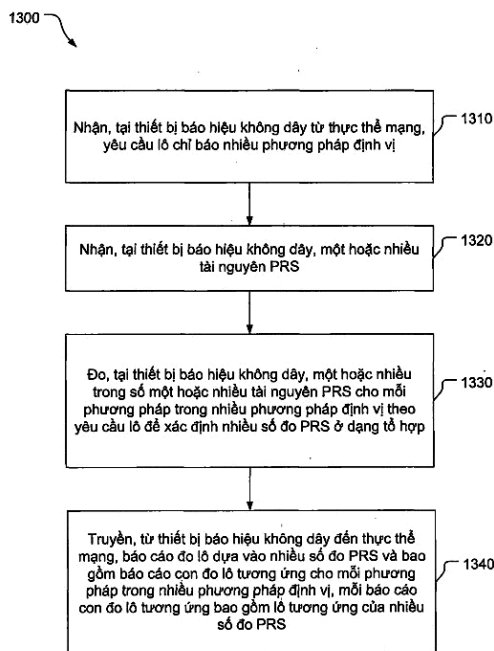 1300
Nhận, tại thiết bị báo hiệu không dây từ thực thể mạng,
yêu cầu lô chỉ báo nhiều phương pháp định vị
1310
Nhận, tại thiết bị báo hiệu không dây, một hoặc nhiều
tài nguyên PRS
1320
Đo, tại thiết bị báo hiệu không dây, một hoặc nhiều
trong số một hoặc nhiều tài nguyên PRS cho mỗi
phương pháp trong nhiều phương pháp định vị theo
yêu cầu lô để xác định nhiều số đo PRS ở dạng tổ hợp
1330
Truyền, từ thiết bị báo hiệu không dây đến thực thể
mạng, báo cáo đo lô dựa vào nhiều số đo PRS và bao
gồm báo cáo con đo lô tương ứng cho mỗi phương
pháp trong nhiều phương pháp định vị, mỗi báo cáo
con đo lô tương ứng bao gồm lô tương ứng của nhiều
số đo PRS
1340